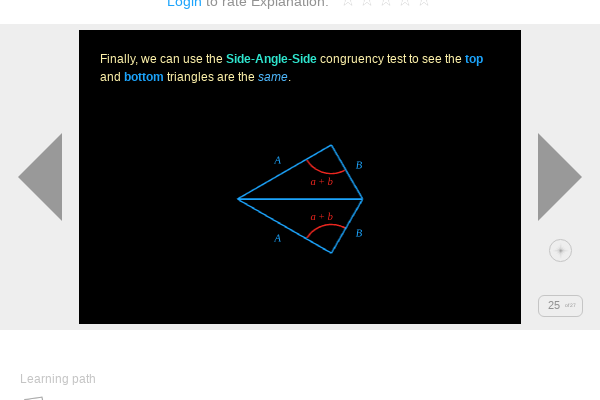 Login to rate Explanation. ☆ ☆ ☆ ☆ ☆
Finally, we can use the Side-Angle-Side congruency test to see the top
and bottom triangles are the same.
A
B
a + b
a + b
A
B
25 of 27
Learning path